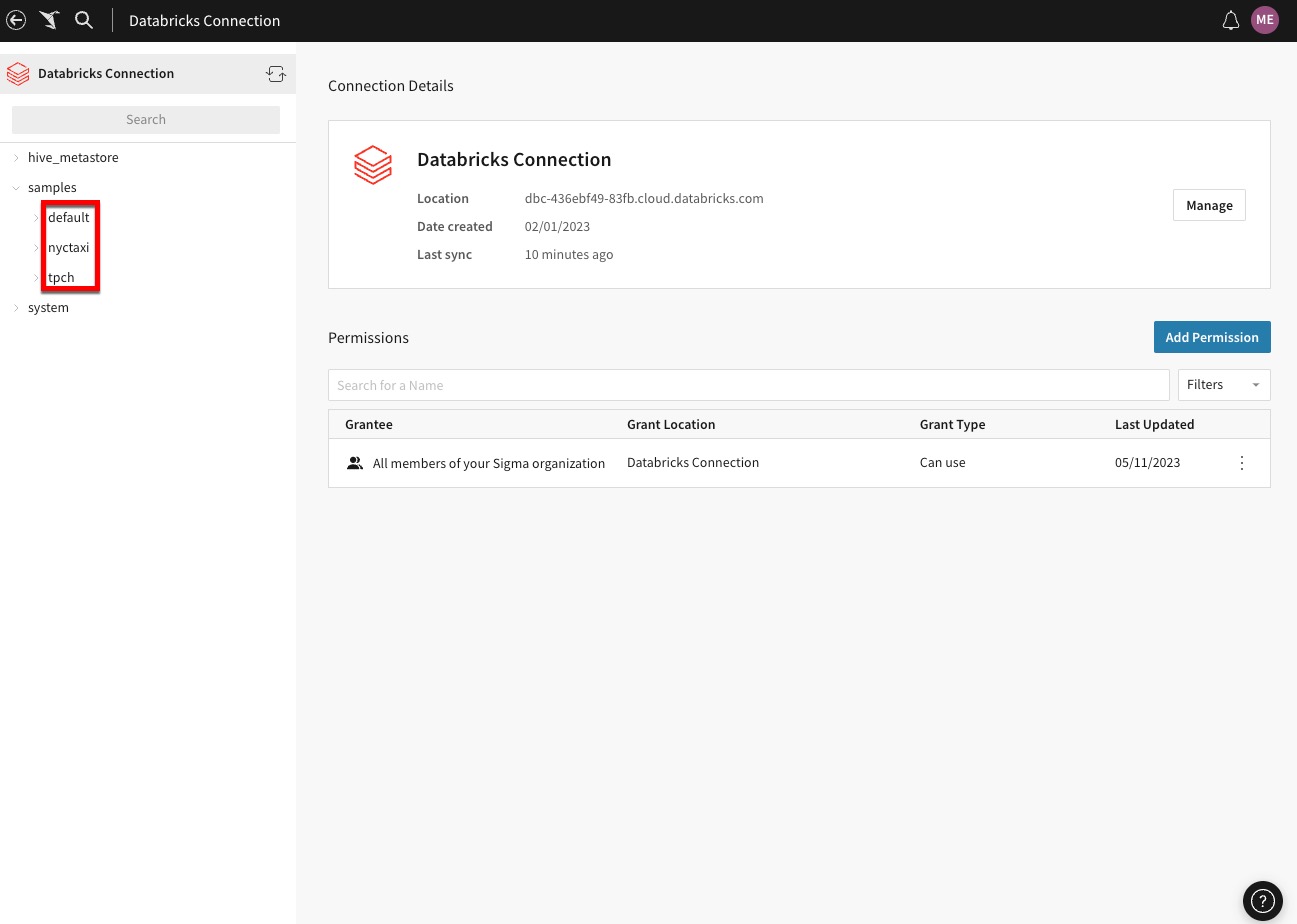 Databricks Connection
ME
Databricks Connection
Search
hive_metastore
samples
default
nyctaxi
tpch
system
Connection Details
Databricks Connection
Location dbc-436ebf49-83fb.cloud.databricks.com
Date created 02/01/2023
Last sync 10 minutes ago
Manage
Permissions
Add Permission
Search for a Name
Filters
Grantee Grant Location Grant Type Last Updated
All members of your Sigma organization Databricks Connection Can use 05/11/2023
?